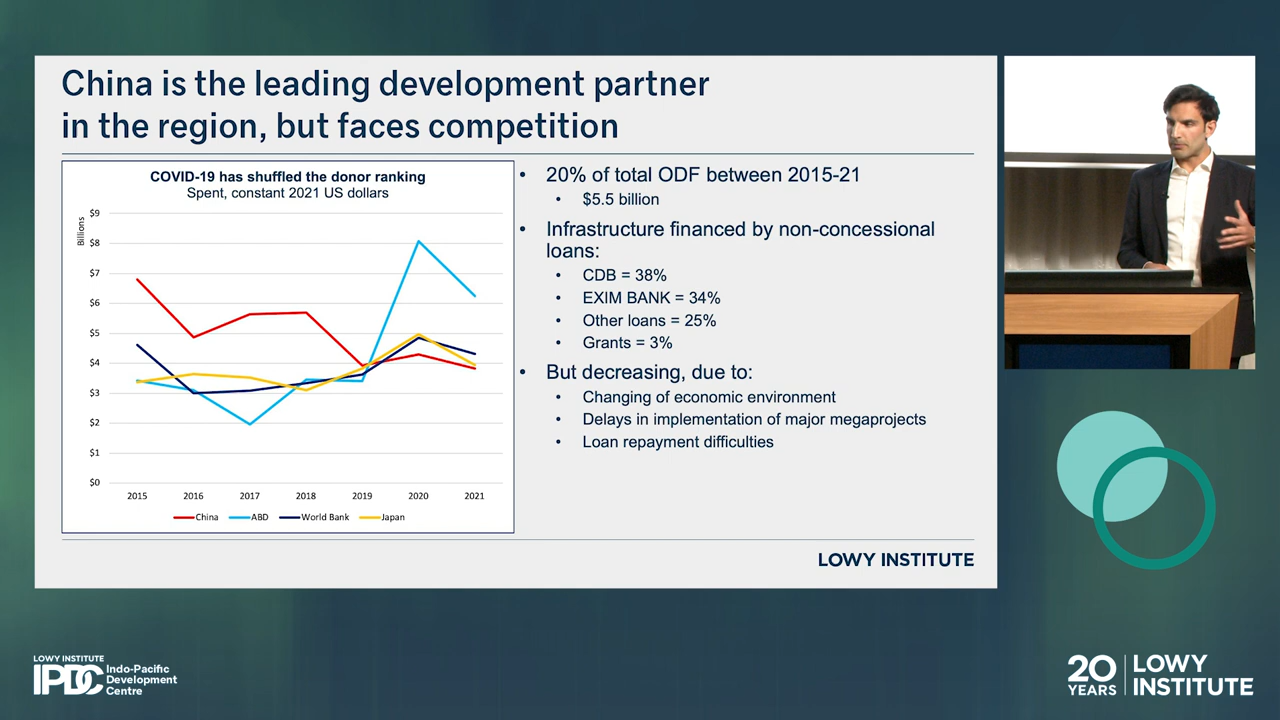 China is the leading development partner
in the region, but faces competition
COVID-19 has shuffled the donor ranking
Spent, constant 2021 US dollars
Billions
$9
$8
$7
$6
$5
$4
$3
$2
$1
$0
2015 2016 2017 2018 2019 2020 2021
China ABD World Bank Japan
• 20% of total ODF between 2015-21
• $5.5 billion
• Infrastructure financed by non-concessional
loans:
• CDB = 38%
• EXIM BANK = 34%
• Other loans = 25%
• Grants = 3%
• But decreasing, due to:
• Changing of economic environment
• Delays in implementation of major megaprojects
• Loan repayment difficulties
LOWY INSTITUTE
LOWY INSTITUTE
IPDC
Indo-Pacific
Development
Centre
20
YEARS
LOWY
INSTITUTE